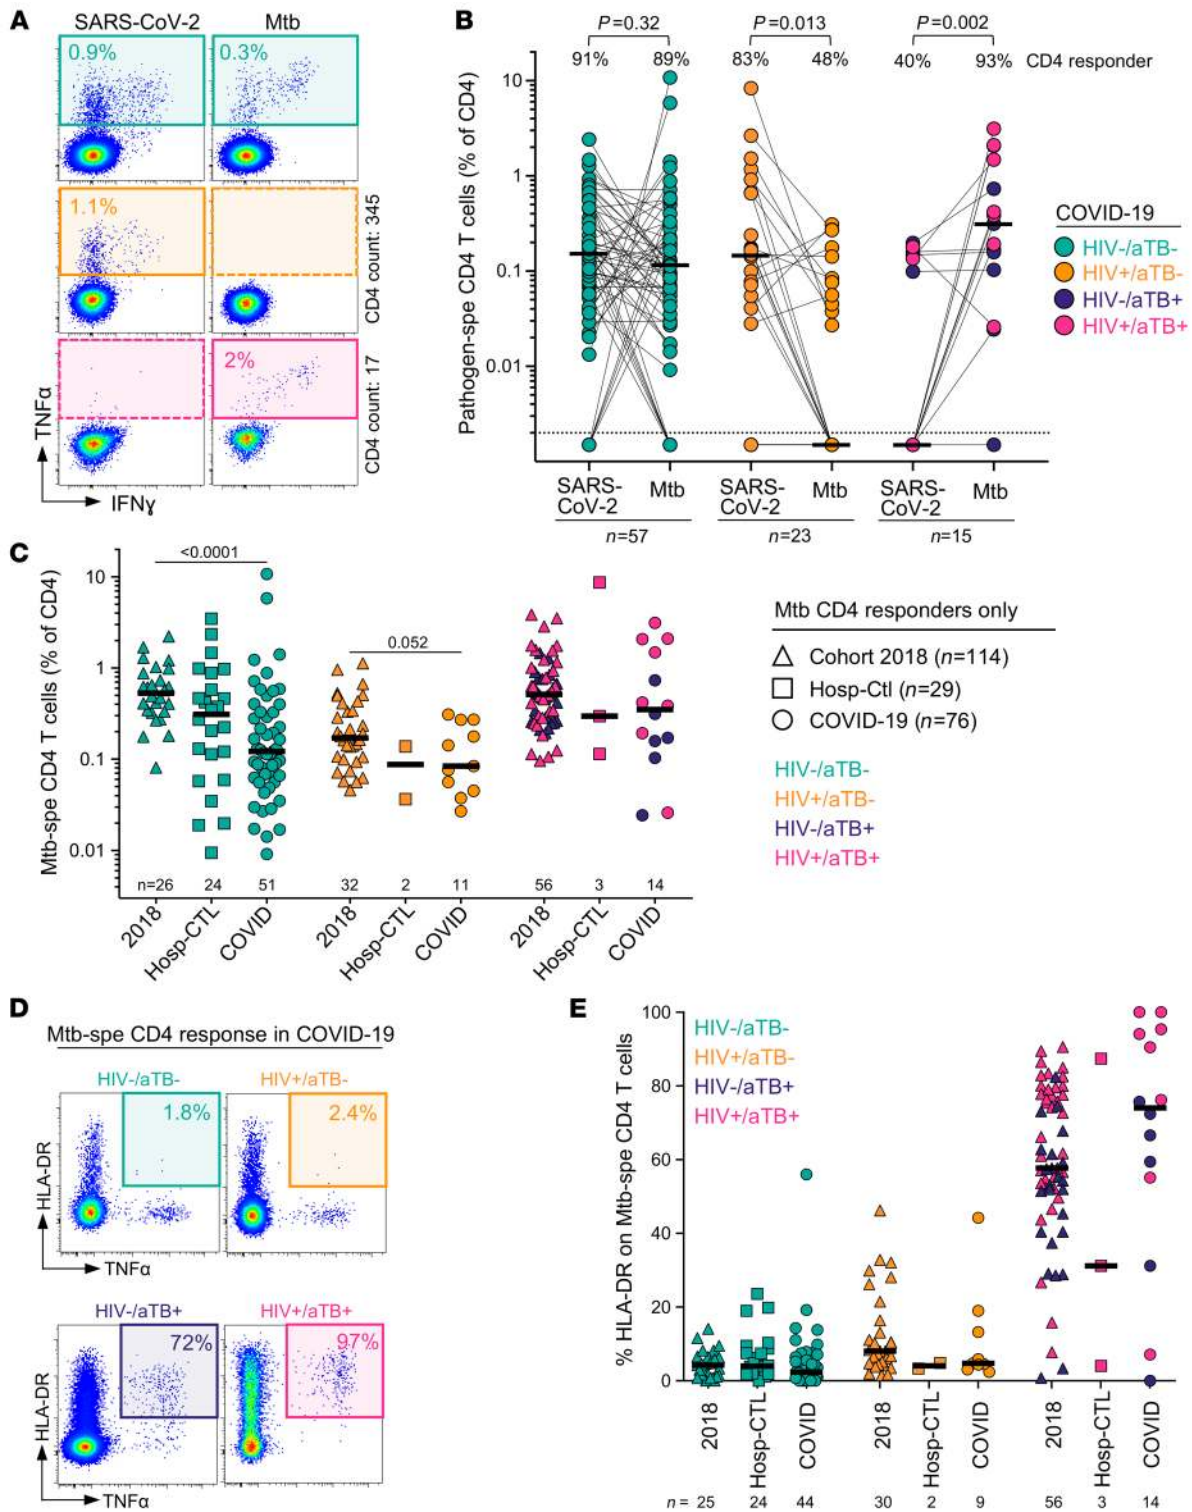 A
SARS-CoV-2 Mtb
0.9% 0.3%
1.1%
CD4 count: 345
2%
CD4 count: 17
TNFα
IFNɣ
B
P=0.32 P=0.013 P=0.002
91% 89% 83% 48% 40% 93% CD4 responder
Pathogen-spe CD4 T cells (% of CD4)
10
1
0.1
0.01
COVID-19
HIV-/aTB-
HIV+/aTB-
HIV-/aTB+
HIV+/aTB+
SARS-CoV-2 Mtb SARS-CoV-2 Mtb SARS-CoV-2 Mtb
n=57 n=23 n=15
C
<0.0001
0.052
Mtb-spe CD4 T cells (% of CD4)
10
1
0.1
0.01
n=26 24 51 32 2 11 56 3 14
2018 Hosp-CTL COVID 2018 Hosp-CTL COVID 2018 Hosp-CTL COVID
Mtb CD4 responders only
Cohort 2018 (n=114)
Hosp-Ctl (n=29)
COVID-19 (n=76)
HIV-/aTB-
HIV+/aTB-
HIV-/aTB+
HIV+/aTB+
D
Mtb-spe CD4 response in COVID-19
HIV-/aTB- HIV+/aTB-
1.8% 2.4%
HLA-DR
TNFα
HIV-/aTB+ HIV+/aTB+
72% 97%
HLA-DR
TNFα
E
% HLA-DR on Mtb-spe CD4 T cells
100
80
60
40
20
0
HIV-/aTB-
HIV+/aTB-
HIV-/aTB+
HIV+/aTB+
2018 Hosp-CTL COVID 2018 Hosp-CTL COVID 2018 Hosp-CTL COVID
n = 25 24 44 30 2 9 56 3 14